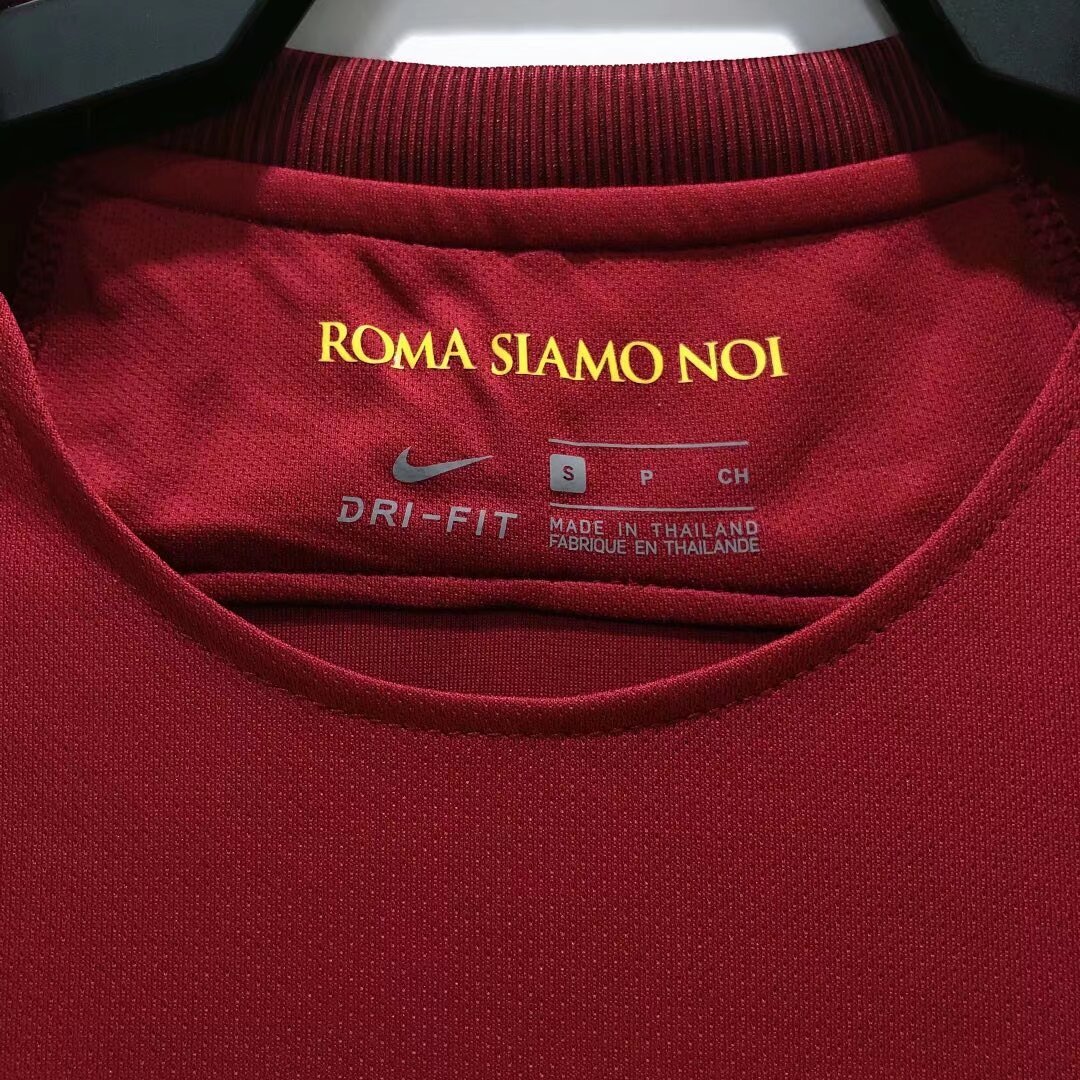 ROMA SIAMO NOI
DRI-FIT
S P CH
MADE IN THAILAND
FABRIQUE EN THAILANDE